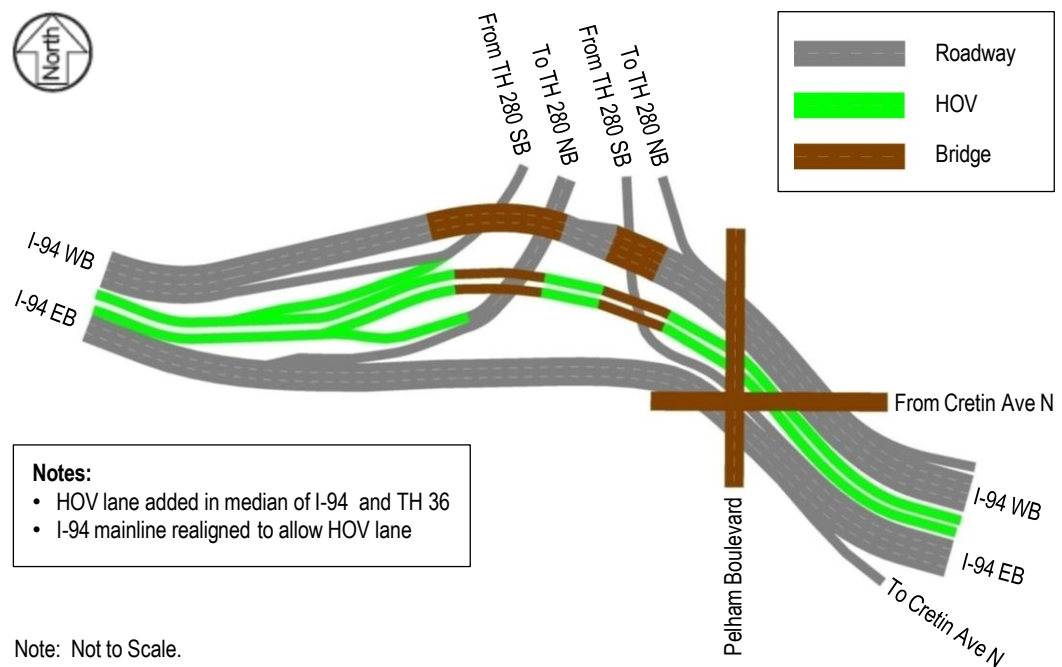 North
From TH 280 SB
To TH 280 NB
From TH 280 SB
To TH 280 NB
Roadway
HOV
Bridge
I-94 WB
I-94 EB
From Cretin Ave N
Notes:
• HOV lane added in median of I-94 and TH 36
• I-94 mainline realigned to allow HOV lane
I-94 WB
I-94 EB
Pelham Boulevard
To Cretin Ave N
Note: Not to Scale.